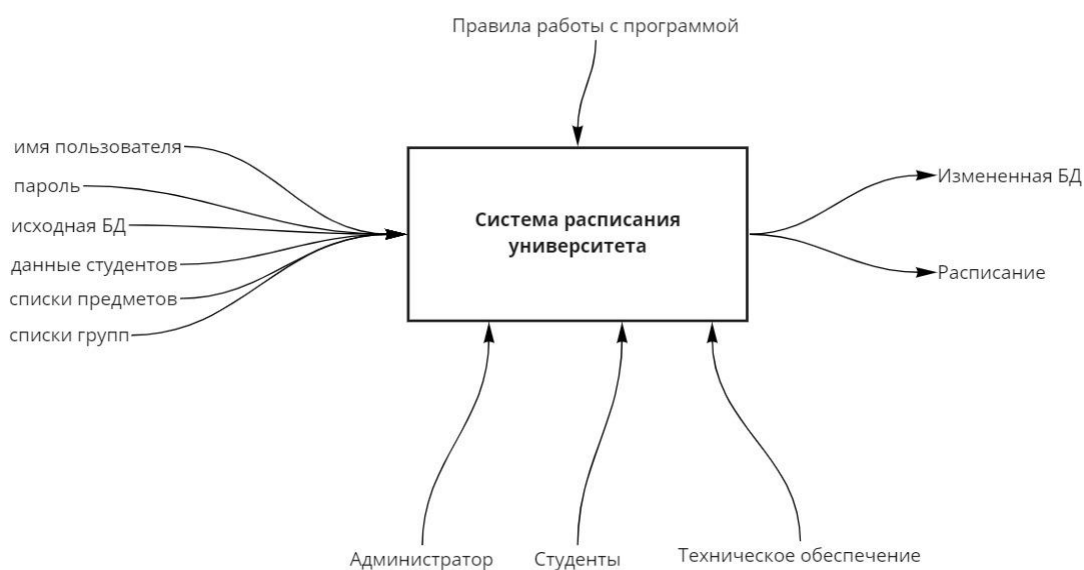 Правила работы с программой
имя пользователя
пароль
исходная БД
данные студентов
списки предметов
списки групп
Система расписания
университета
Измененная БД
Расписание
Администратор
Студенты
Техническое обеспечение